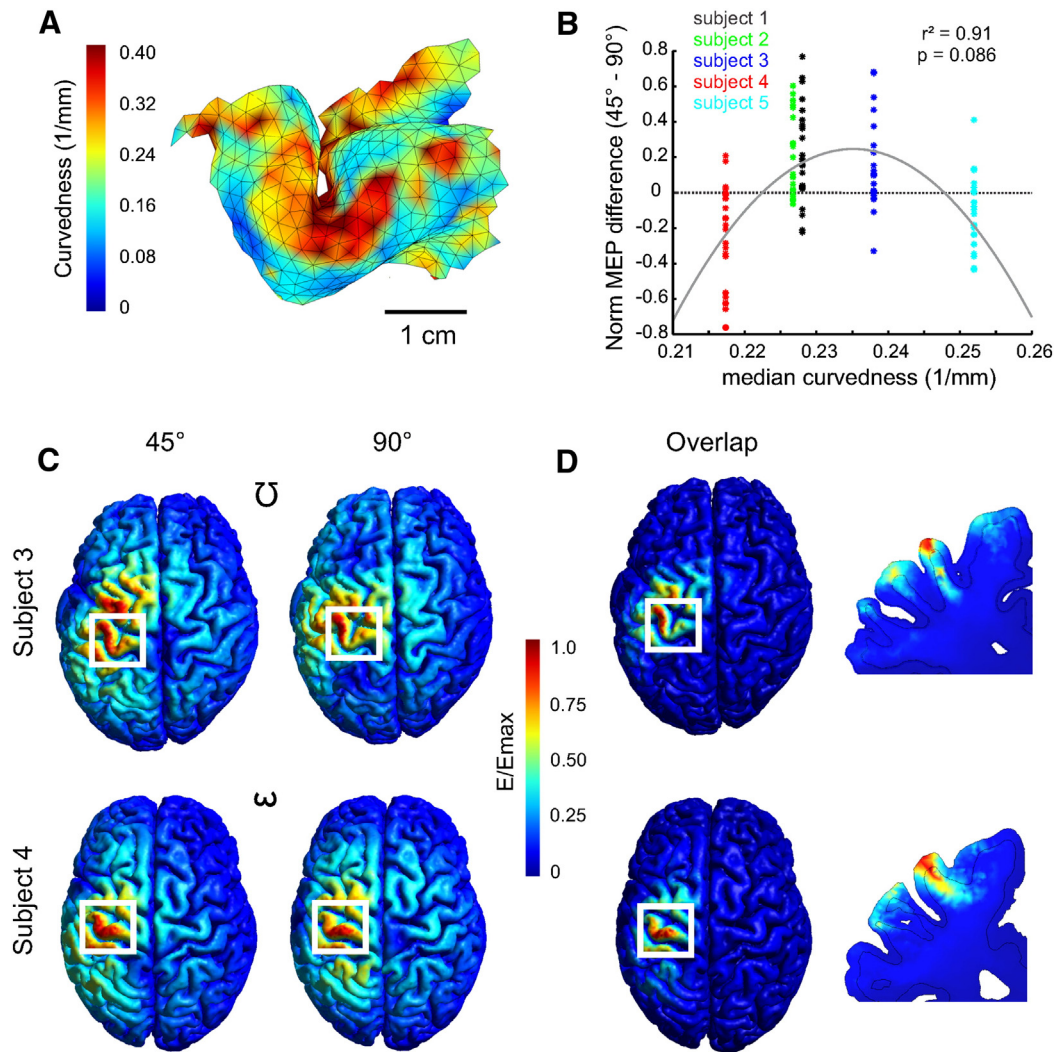 A
Curvedness (1/mm)
0.40
0.32
0.24
0.16
0.08
0
1 cm
B
subject 1
subject 2
subject 3
subject 4
subject 5
r² = 0.91
p = 0.086
Norm MEP difference (45° - 90°)
0.8
0.6
0.4
0.2
0
-0.2
-0.4
-0.6
-0.8
0.21
0.22
0.23
0.24
0.25
0.26
median curvedness (1/mm)
C
45°
90°
D
Overlap
Subject 3
Ʊ
E/Emax
1.0
0.75
0.50
0.25
0
Subject 4
ω